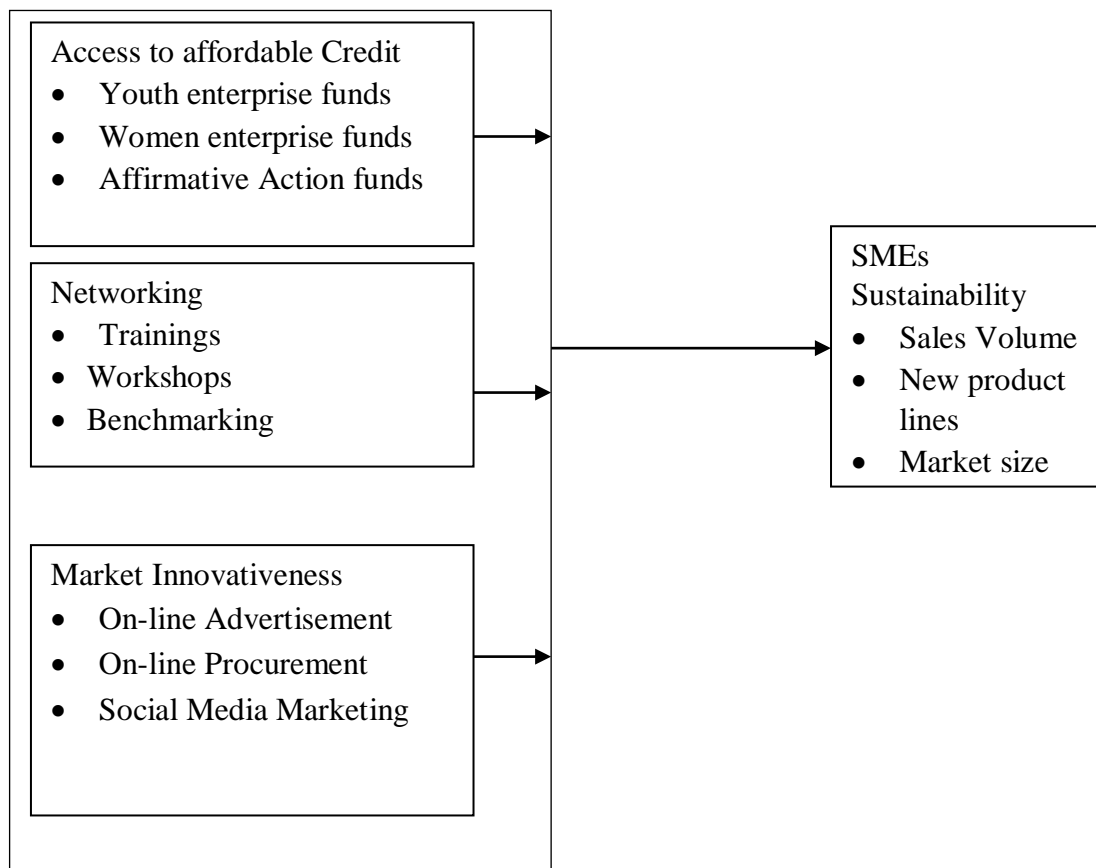 Access to affordable Credit
• Youth enterprise funds
• Women enterprise funds
• Affirmative Action funds
Networking
• Trainings
• Workshops
• Benchmarking
Market Innovativeness
• On-line Advertisement
• On-line Procurement
• Social Media Marketing
SMEs
Sustainability
• Sales Volume
• New product
lines
• Market size